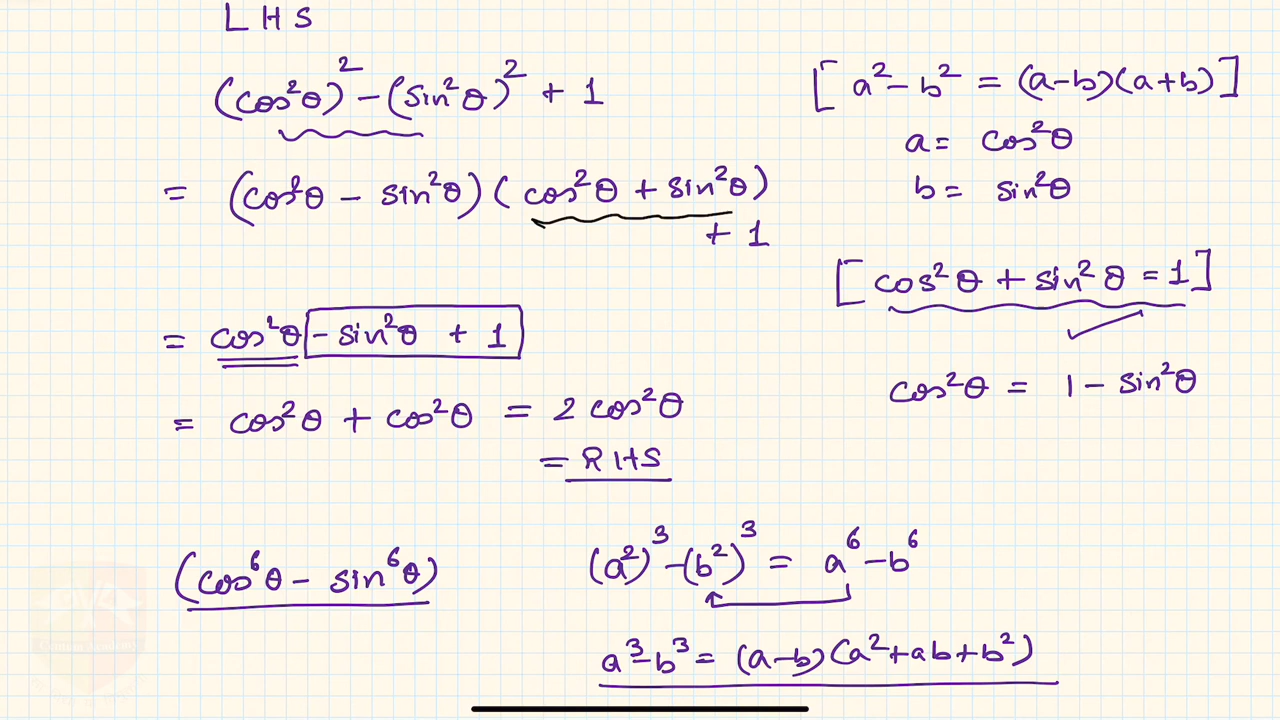 LHS
(cos²θ)² – (sin²θ)² + 1
[a² – b² = (a–b)(a+b)]
a = cos²θ
= (cos²θ – sin²θ)(cos²θ + sin²θ)
b = sin²θ
+ 1
[cos²θ + sin²θ = 1]
= cos²θ – sin²θ + 1
cos²θ = 1 – sin²θ
= cos²θ + cos²θ = 2 cos²θ
= RHS
(cos⁶θ – sin⁶θ)
(a²)³ – (b²)³ = a⁶ – b⁶
a³ – b³ = (a–b)(a² + ab + b²)